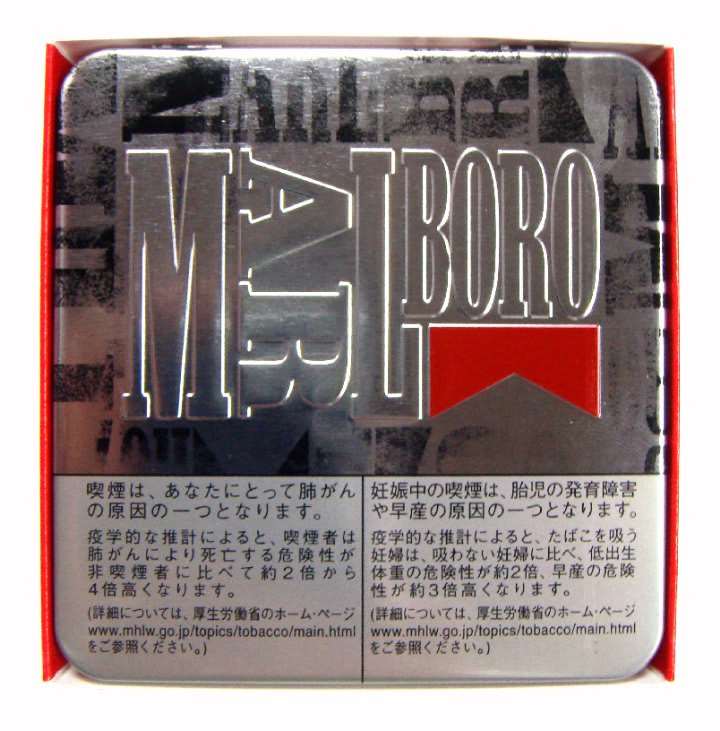 MARLBORO
喫煙は、あなたにとって肺がん
の原因の一つとなります。
疫学的な推計によると、喫煙者は
肺がんにより死亡する危険性が
非喫煙者に比べて約2倍から
4倍高くなります。
(詳細については、厚生労働省のホーム・ページ
www.mhlw.go.jp/topics/tobacco/main.html
をご参照ください。)
妊娠中の喫煙は、胎児の発育障害
や早産の原因の一つとなります。
疫学的な推計によると、たばこを吸う
妊婦は、吸わない妊婦に比べ、低出生
体重の危険性が約2倍、早産の危険
性が約3倍高くなります。
(詳細については、厚生労働省のホーム・ページ
www.mhlw.go.jp/topics/tobacco/main.html
をご参照ください。)